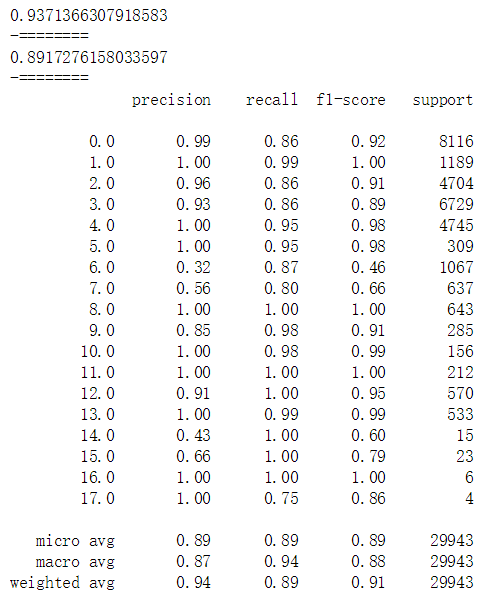 0.9371366307918583
-========
0.8917276158033597
-========
precision recall f1-score support
0.0 0.99 0.86 0.92 8116
1.0 1.00 0.99 1.00 1189
2.0 0.96 0.86 0.91 4704
3.0 0.93 0.86 0.89 6729
4.0 1.00 0.95 0.98 4745
5.0 1.00 0.95 0.98 309
6.0 0.32 0.87 0.46 1067
7.0 0.56 0.80 0.66 637
8.0 1.00 1.00 1.00 643
9.0 0.85 0.98 0.91 285
10.0 1.00 0.98 0.99 156
11.0 1.00 1.00 1.00 212
12.0 0.91 1.00 0.95 570
13.0 1.00 0.99 0.99 533
14.0 0.43 1.00 0.60 15
15.0 0.66 1.00 0.79 23
16.0 1.00 1.00 1.00 6
17.0 1.00 0.75 0.86 4
micro avg 0.89 0.89 0.89 29943
macro avg 0.87 0.94 0.88 29943
weighted avg 0.94 0.89 0.91 29943